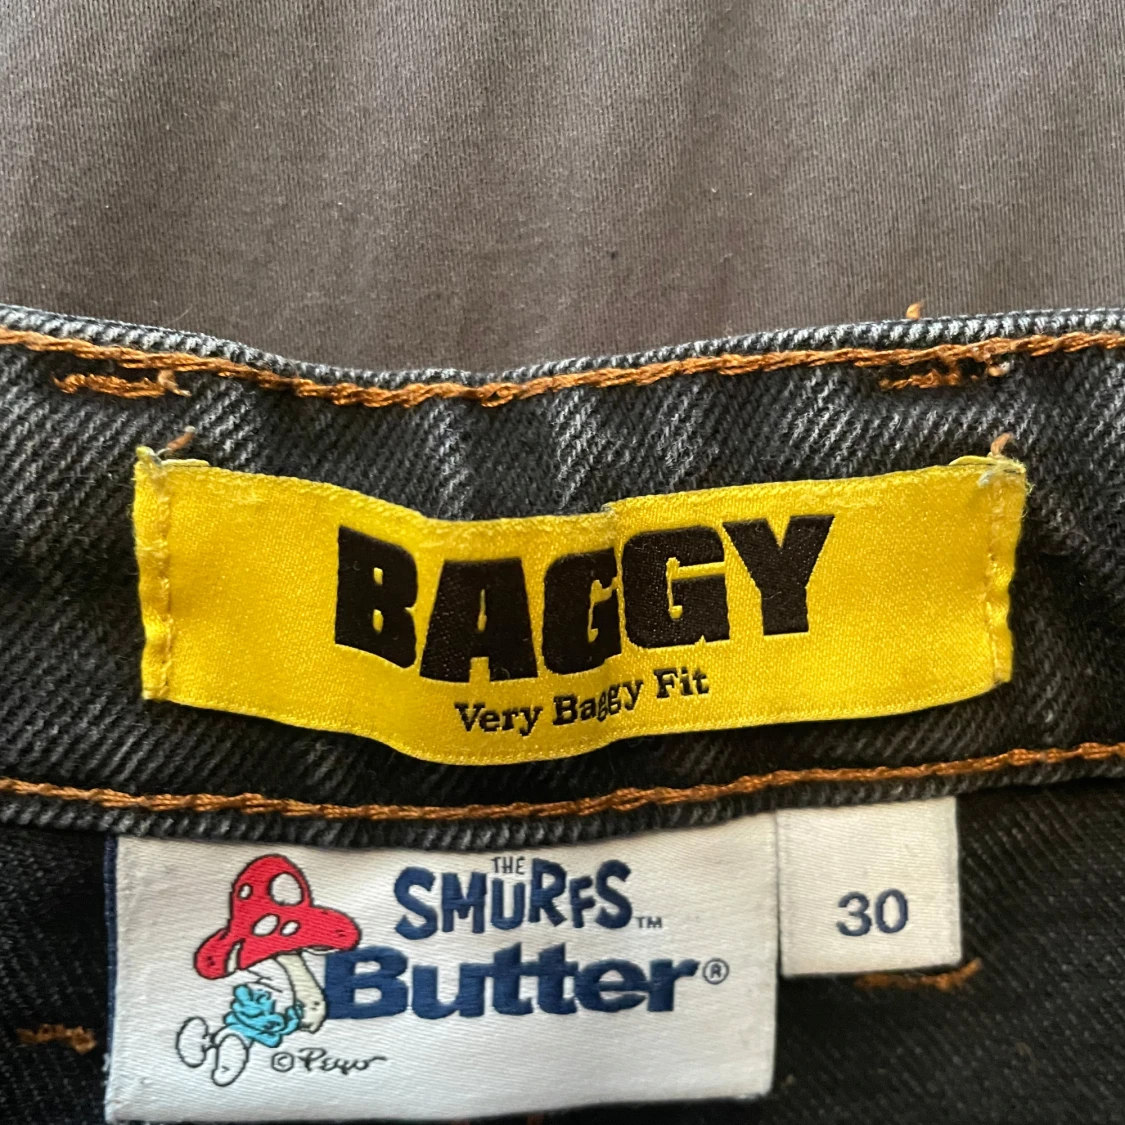 BAGGY
Very Baggy Fit
THE
SMURFS™
Butter®
30
© Peyo